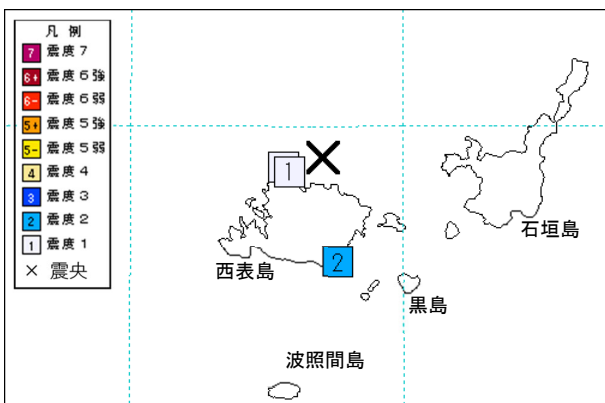 凡 例
7 震度7
6+ 震度6強
6- 震度6弱
5+ 震度5強
5- 震度5弱
4 震度4
3 震度3
2 震度2
1 震度1
× 震央
1
石垣島
2
西表島
黒島
波照間島